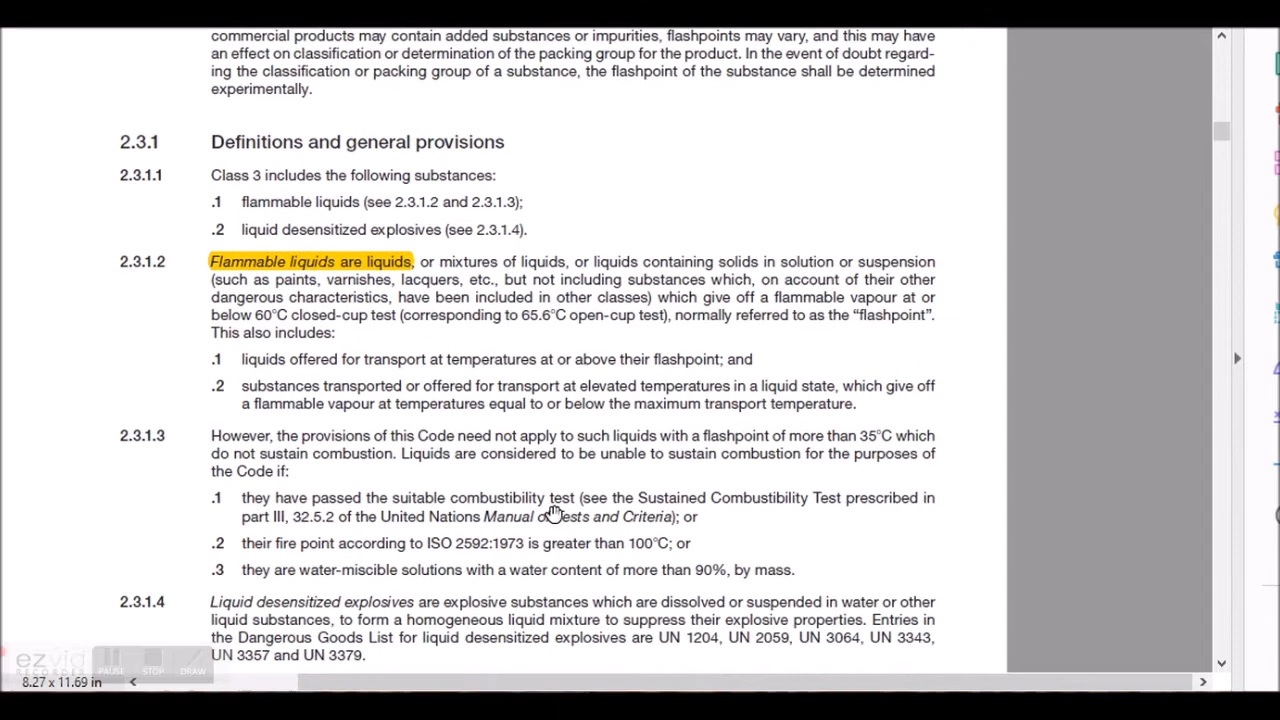 commercial products may contain added substances or impurities, flashpoints may vary, and this may have
an effect on classification or determination of the packing group for the product. In the event of doubt regard-
ing the classification or packing group of a substance, the flashpoint of the substance shall be determined
experimentally.
2.3.1 Definitions and general provisions
2.3.1.1 Class 3 includes the following substances:
.1 flammable liquids (see 2.3.1.2 and 2.3.1.3);
.2 liquid desensitized explosives (see 2.3.1.4).
2.3.1.2 Flammable liquids are liquids, or mixtures of liquids, or liquids containing solids in solution or suspension
(such as paints, varnishes, lacquers, etc., but not including substances which, on account of their other
dangerous characteristics, have been included in other classes) which give off a flammable vapour at or
below 60°C closed-cup test (corresponding to 65.6°C open-cup test), normally referred to as the “flashpoint”.
This also includes:
.1 liquids offered for transport at temperatures at or above their flashpoint; and
.2 substances transported or offered for transport at elevated temperatures in a liquid state, which give off
a flammable vapour at temperatures equal to or below the maximum transport temperature.
2.3.1.3 However, the provisions of this Code need not apply to such liquids with a flashpoint of more than 35°C which
do not sustain combustion. Liquids are considered to be unable to sustain combustion for the purposes of
the Code if:
.1 they have passed the suitable combustibility test (see the Sustained Combustibility Test prescribed in
part III, 32.5.2 of the United Nations Manual of Tests and Criteria); or
.2 their fire point according to ISO 2592:1973 is greater than 100°C; or
.3 they are water-miscible solutions with a water content of more than 90%, by mass.
2.3.1.4 Liquid desensitized explosives are explosive substances which are dissolved or suspended in water or other
liquid substances, to form a homogeneous liquid mixture to suppress their explosive properties. Entries in
the Dangerous Goods List for liquid desensitized explosives are UN 1204, UN 2059, UN 3064, UN 3343,
UN 3357 and UN 3379.
ezvid
RECORDER
PAUSE STOP DRAW
8.27 x 11.69 in